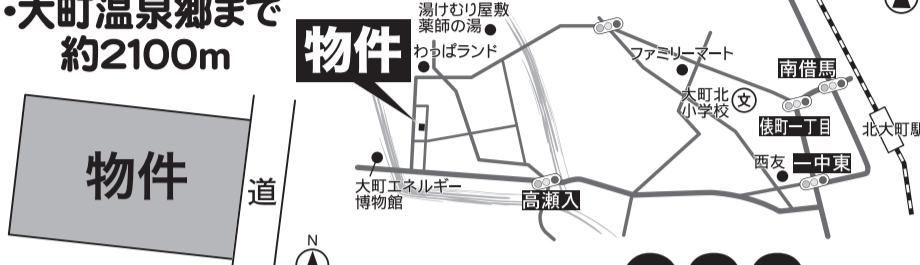 ・大町温泉郷まで
約2100m
物件
道
物件
湯けむり屋敷
薬師の湯
わっぱランド
ファミリーマート
大町北
小学校
文
南借馬
俵町一丁目
北大町駅
西友
一中東
大町エネルギー
博物館
高瀬入
N